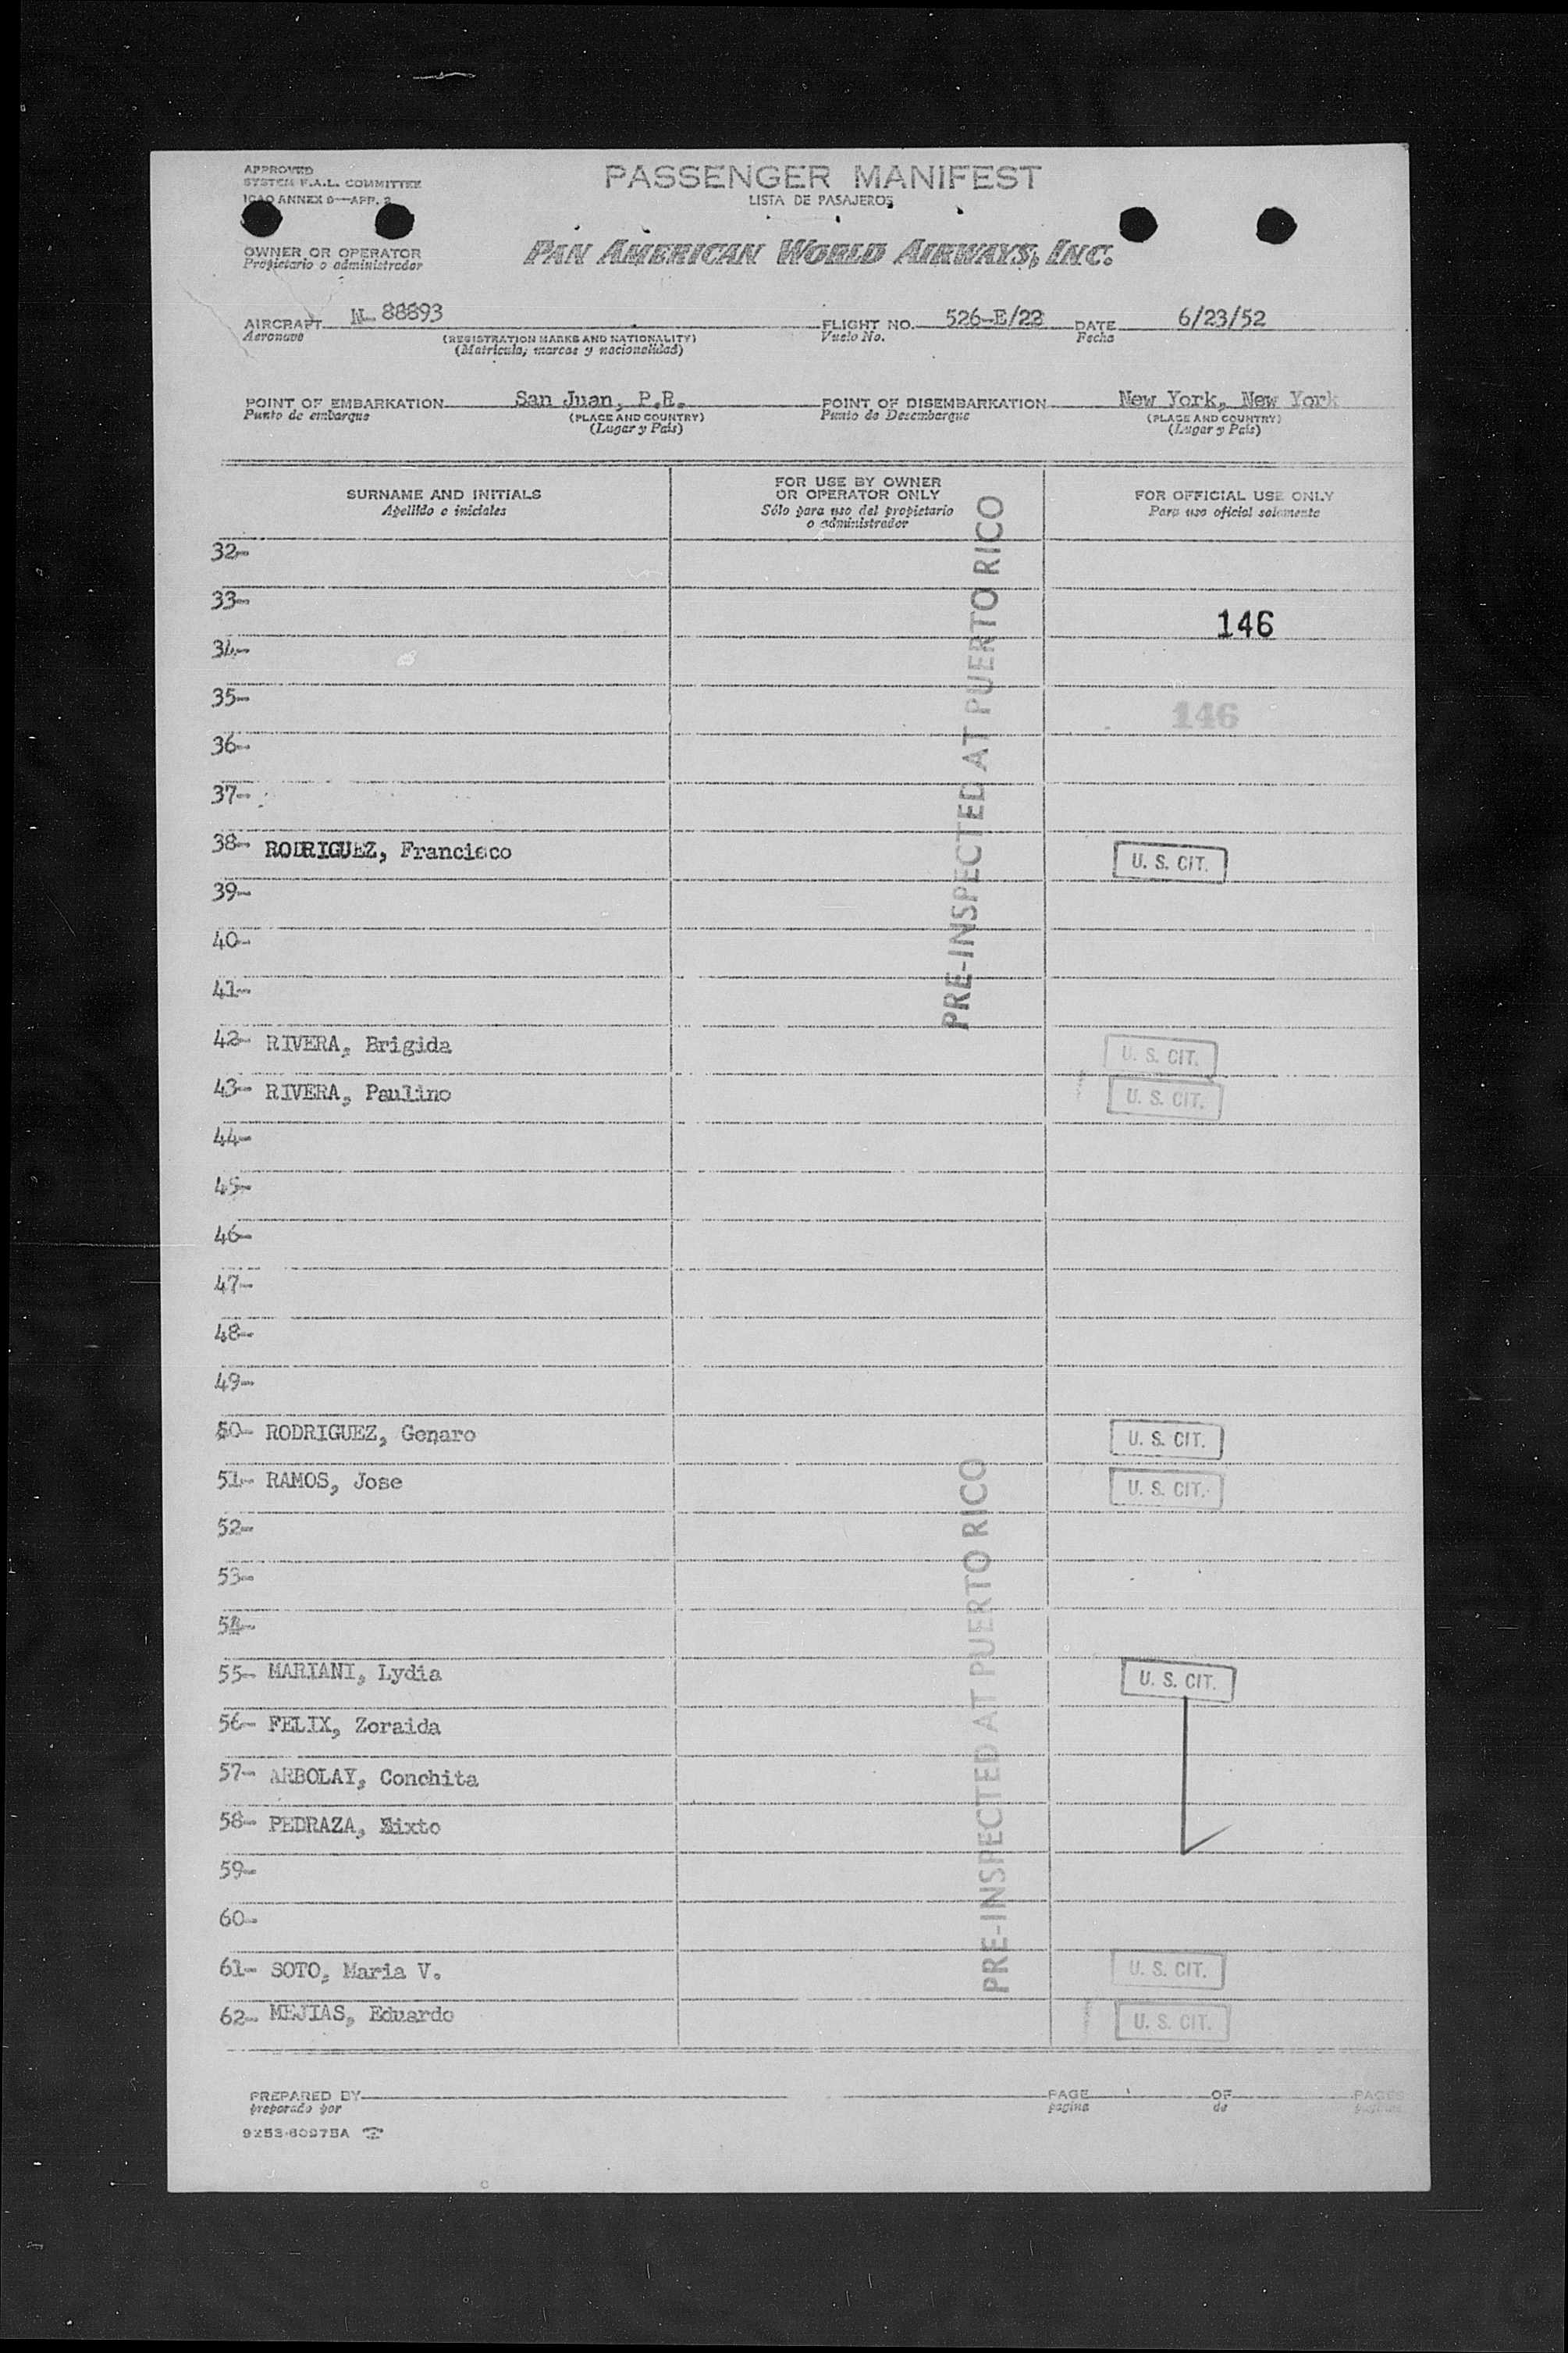 APPROVED
SYSTEM F.A.L. COMMITTEE
ICAO ANNEX 9—APP. 2
PASSENGER MANIFEST
LISTA DE PASAJEROS
OWNER OR OPERATOR
Propietario o administrador
PAN AMERICAN WORLD AIRWAYS, INC.
AIRCRAFT N- 88893 FLIGHT NO. 526-E/22 DATE 6/23/52
Aeronave (REGISTRATION MARKS AND NATIONALITY) Vuelo No. Fecha
(Matricula, marcas y nacionalidad)
POINT OF EMBARKATION San Juan, P.R. POINT OF DISEMBARKATION New York, New York
Punto de embarque (PLACE AND COUNTRY) Punto de Desembarque (PLACE AND COUNTRY)
(Lugar y País) (Lugar y País)
SURNAME AND INITIALS
Apellido e iniciales
FOR USE BY OWNER
OR OPERATOR ONLY
Sólo para uso del propietario
o administrador
FOR OFFICIAL USE ONLY
Para uso oficial solamente
PRE-INSPECTED AT PUERTO RICO
32-
33-
146
34-
35-
146
36-
37-
38- RODRIGUEZ, Francisco U. S. CIT.
39-
40-
41-
42- RIVERA, Brigida U. S. CIT.
43- RIVERA, Paulino U. S. CIT.
44-
45-
46-
47-
48-
49-
50- RODRIGUEZ, Genaro U. S. CIT.
51- RAMOS, Jose U. S. CIT.
PRE-INSPECTED AT PUERTO RICO
52-
53-
54-
55- MARIANI, Lydia U. S. CIT.
56- FELIX, Zoraida
57- ARBOLAY, Conchita
58- PEDRAZA, Sixto
59-
60-
61- SOTO, Maria V. U. S. CIT.
62- MEJIAS, Eduardo U. S. CIT.
PREPARED BY PAGE OF PAGES
preparado por pagina de
9253-60975A